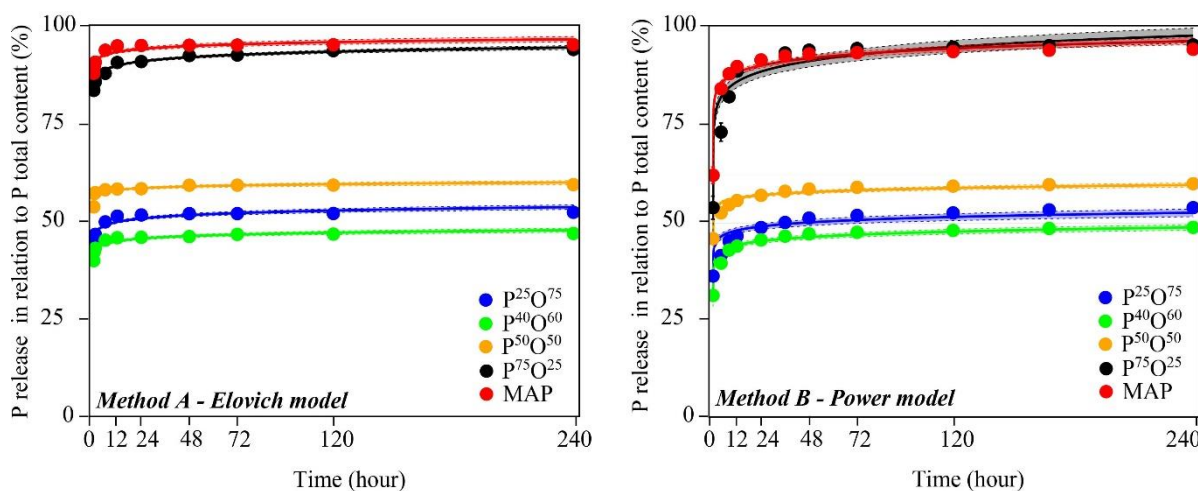 P release in relation to P total content (%)
100
75
50
25
0
P²⁵O⁷⁵
P⁴⁰O⁶⁰
P⁵⁰O⁵⁰
P⁷⁵O²⁵
MAP
Method A - Elovich model
0 12 24 48 72 120 240
Time (hour)
P release in relation to P total content (%)
100
75
50
25
0
P²⁵O⁷⁵
P⁴⁰O⁶⁰
P⁵⁰O⁵⁰
P⁷⁵O²⁵
MAP
Method B - Power model
0 12 24 48 72 120 240
Time (hour)